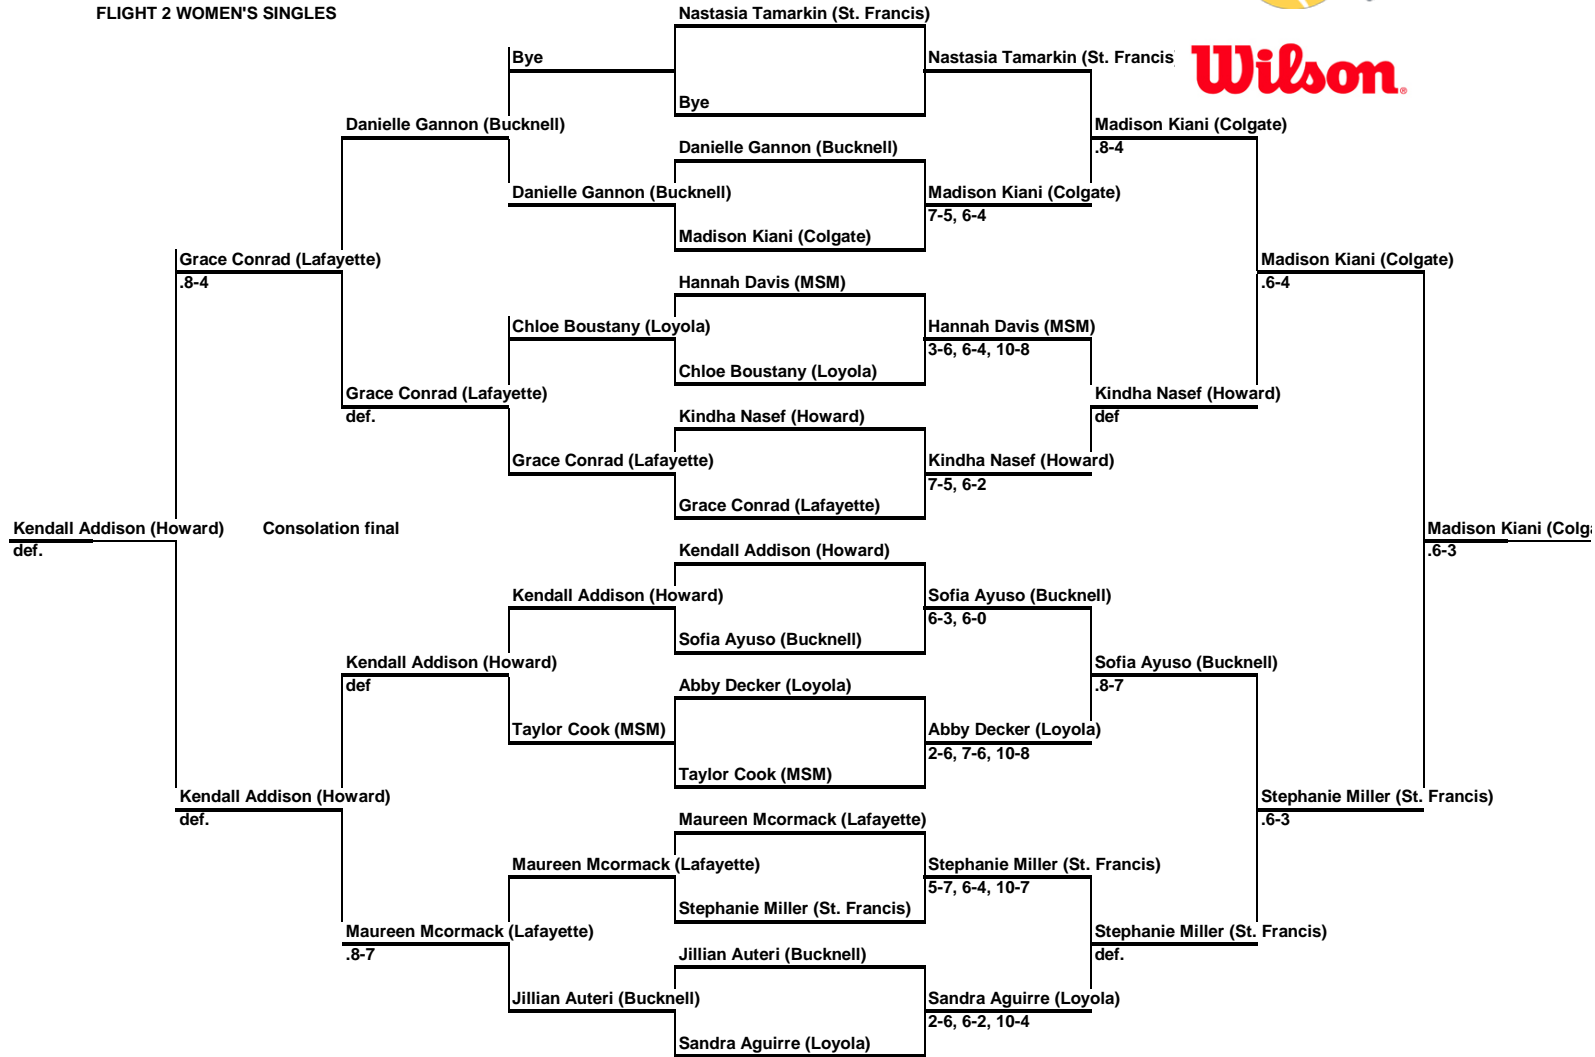 FLIGHT 2 WOMEN'S SINGLES
Nastasia Tamarkin (St. Francis)
Bye
Nastasia Tamarkin (St. Francis
Wilson®
Bye
Danielle Gannon (Bucknell)
Madison Kiani (Colgate)
.8-4
Danielle Gannon (Bucknell)
Danielle Gannon (Bucknell)
Madison Kiani (Colgate)
7-5, 6-4
Madison Kiani (Colgate)
Grace Conrad (Lafayette)
.8-4
Madison Kiani (Colgate)
.6-4
Hannah Davis (MSM)
Chloe Boustany (Loyola)
Hannah Davis (MSM)
3-6, 6-4, 10-8
Chloe Boustany (Loyola)
Grace Conrad (Lafayette)
def.
Kindha Nasef (Howard)
def
Kindha Nasef (Howard)
Grace Conrad (Lafayette)
Kindha Nasef (Howard)
7-5, 6-2
Grace Conrad (Lafayette)
Kendall Addison (Howard)
def.
Consolation final
Madison Kiani (Colga
.6-3
Kendall Addison (Howard)
Kendall Addison (Howard)
Sofia Ayuso (Bucknell)
6-3, 6-0
Sofia Ayuso (Bucknell)
Kendall Addison (Howard)
def
Sofia Ayuso (Bucknell)
.8-7
Abby Decker (Loyola)
Taylor Cook (MSM)
Abby Decker (Loyola)
2-6, 7-6, 10-8
Taylor Cook (MSM)
Kendall Addison (Howard)
def.
Stephanie Miller (St. Francis)
.6-3
Maureen Mcormack (Lafayette)
Maureen Mcormack (Lafayette)
Stephanie Miller (St. Francis)
5-7, 6-4, 10-7
Stephanie Miller (St. Francis)
Maureen Mcormack (Lafayette)
.8-7
Stephanie Miller (St. Francis)
def.
Jillian Auteri (Bucknell)
Jillian Auteri (Bucknell)
Sandra Aguirre (Loyola)
2-6, 6-2, 10-4
Sandra Aguirre (Loyola)